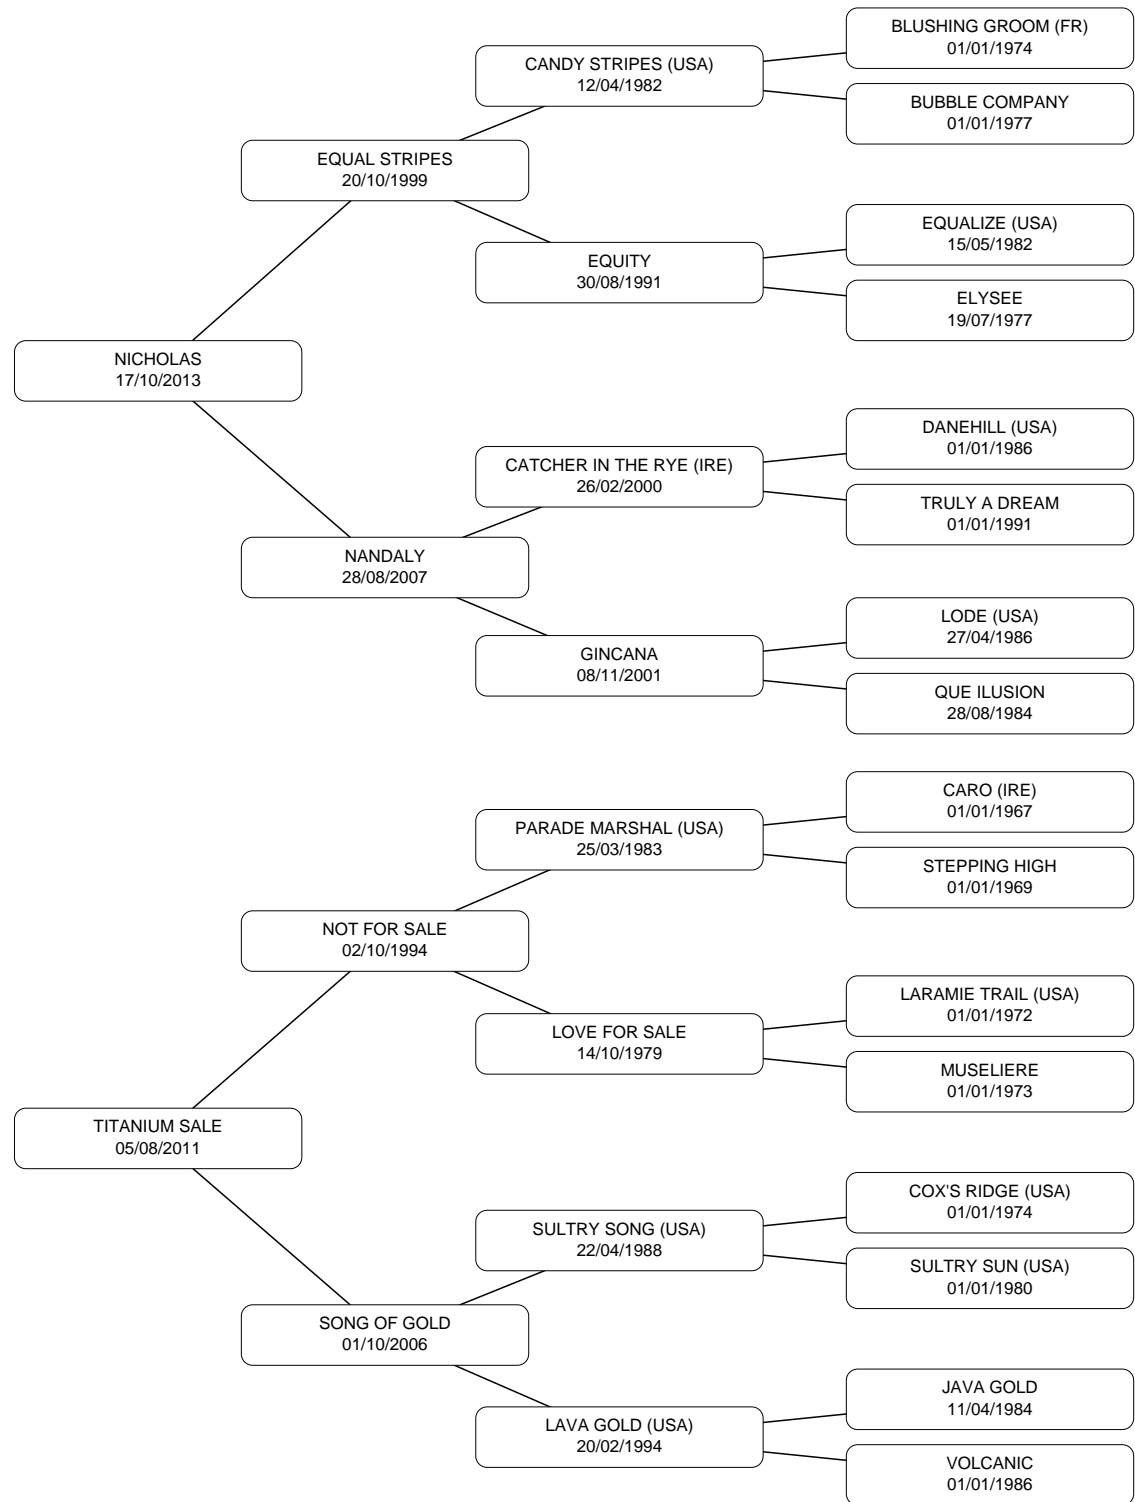 BLUSHING GROOM (FR)
01/01/1974
CANDY STRIPES (USA)
12/04/1982
BUBBLE COMPANY
01/01/1977
EQUAL STRIPES
20/10/1999
EQUALIZE (USA)
15/05/1982
EQUITY
30/08/1991
ELYSEE
19/07/1977
NICHOLAS
17/10/2013
DANEHILL (USA)
01/01/1986
CATCHER IN THE RYE (IRE)
26/02/2000
TRULY A DREAM
01/01/1991
NANDALY
28/08/2007
LODE (USA)
27/04/1986
GINCANA
08/11/2001
QUE ILUSION
28/08/1984
CARO (IRE)
01/01/1967
PARADE MARSHAL (USA)
25/03/1983
STEPPING HIGH
01/01/1969
NOT FOR SALE
02/10/1994
LARAMIE TRAIL (USA)
01/01/1972
LOVE FOR SALE
14/10/1979
MUSELIERE
01/01/1973
TITANIUM SALE
05/08/2011
COX'S RIDGE (USA)
01/01/1974
SULTRY SONG (USA)
22/04/1988
SULTRY SUN (USA)
01/01/1980
SONG OF GOLD
01/10/2006
JAVA GOLD
11/04/1984
LAVA GOLD (USA)
20/02/1994
VOLCANIC
01/01/1986